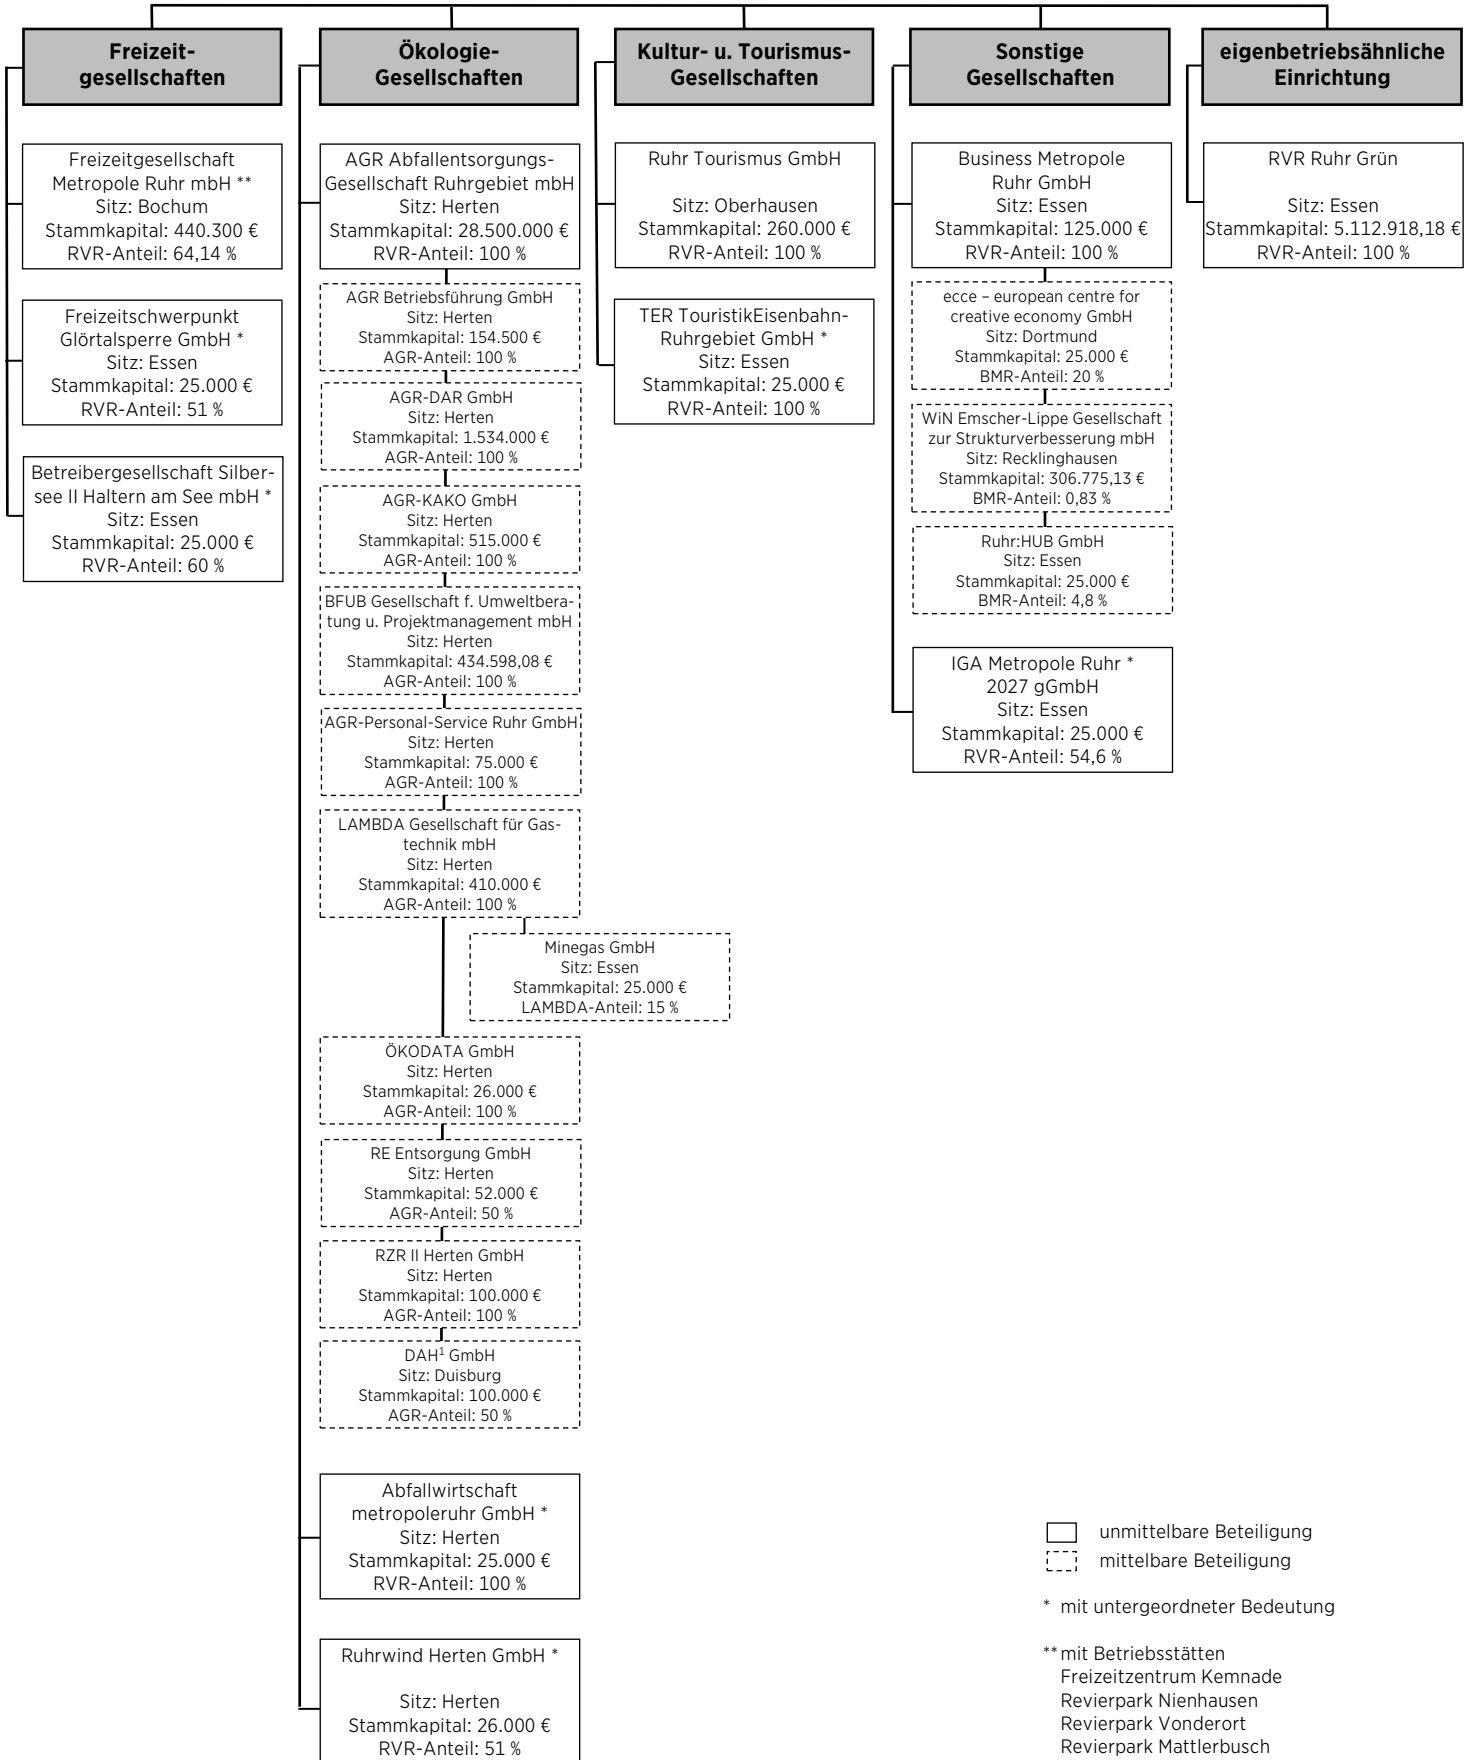 Freizeit-
gesellschaften
Freizeitgesellschaft
Metropole Ruhr mbH **
Sitz: Bochum
Stammkapital: 440.300 €
RVR-Anteil: 64,14 %
Freizeitschwerpunkt
Glörtalsperre GmbH *
Sitz: Essen
Stammkapital: 25.000 €
RVR-Anteil: 51 %
Betreibergesellschaft Silber-
see II Haltern am See mbH *
Sitz: Essen
Stammkapital: 25.000 €
RVR-Anteil: 60 %
Ökologie-
Gesellschaften
AGR Abfallentsorgungs-
Gesellschaft Ruhrgebiet mbH
Sitz: Herten
Stammkapital: 28.500.000 €
RVR-Anteil: 100 %
AGR Betriebsführung GmbH
Sitz: Herten
Stammkapital: 154.500 €
AGR-Anteil: 100 %
AGR-DAR GmbH
Sitz: Herten
Stammkapital: 1.534.000 €
AGR-Anteil: 100 %
AGR-KAKO GmbH
Sitz: Herten
Stammkapital: 515.000 €
AGR-Anteil: 100 %
BFUB Gesellschaft f. Umweltbera-
tung u. Projektmanagement mbH
Sitz: Herten
Stammkapital: 434.598,08 €
AGR-Anteil: 100 %
AGR-Personal-Service Ruhr GmbH
Sitz: Herten
Stammkapital: 75.000 €
AGR-Anteil: 100 %
LAMBDA Gesellschaft für Gas-
technik mbH
Sitz: Herten
Stammkapital: 410.000 €
AGR-Anteil: 100 %
Minegas GmbH
Sitz: Essen
Stammkapital: 25.000 €
LAMBDA-Anteil: 15 %
ÖKODATA GmbH
Sitz: Herten
Stammkapital: 26.000 €
AGR-Anteil: 100 %
RE Entsorgung GmbH
Sitz: Herten
Stammkapital: 52.000 €
AGR-Anteil: 50 %
RZR II Herten GmbH
Sitz: Herten
Stammkapital: 100.000 €
AGR-Anteil: 100 %
DAH¹ GmbH
Sitz: Duisburg
Stammkapital: 100.000 €
AGR-Anteil: 50 %
Abfallwirtschaft
metropoleruhr GmbH *
Sitz: Herten
Stammkapital: 25.000 €
RVR-Anteil: 100 %
Ruhrwind Herten GmbH *
Sitz: Herten
Stammkapital: 26.000 €
RVR-Anteil: 51 %
Kultur- u. Tourismus-
Gesellschaften
Ruhr Tourismus GmbH
Sitz: Oberhausen
Stammkapital: 260.000 €
RVR-Anteil: 100 %
TER TouristikEisenbahn-
Ruhrgebiet GmbH *
Sitz: Essen
Stammkapital: 25.000 €
RVR-Anteil: 100 %
Sonstige
Gesellschaften
Business Metropole
Ruhr GmbH
Sitz: Essen
Stammkapital: 125.000 €
RVR-Anteil: 100 %
ecce – european centre for
creative economy GmbH
Sitz: Dortmund
Stammkapital: 25.000 €
BMR-Anteil: 20 %
WiN Emscher-Lippe Gesellschaft
zur Strukturverbesserung mbH
Sitz: Recklinghausen
Stammkapital: 306.775,13 €
BMR-Anteil: 0,83 %
Ruhr:HUB GmbH
Sitz: Essen
Stammkapital: 25.000 €
BMR-Anteil: 4,8 %
IGA Metropole Ruhr *
2027 gGmbH
Sitz: Essen
Stammkapital: 25.000 €
RVR-Anteil: 54,6 %
eigenbetriebsähnliche
Einrichtung
RVR Ruhr Grün
Sitz: Essen
Stammkapital: 5.112.918,18 €
RVR-Anteil: 100 %
unmittelbare Beteiligung
mittelbare Beteiligung
* mit untergeordneter Bedeutung
** mit Betriebsstätten
Freizeitzentrum Kemnade
Revierpark Nienhausen
Revierpark Vonderort
Revierpark Mattlerbusch